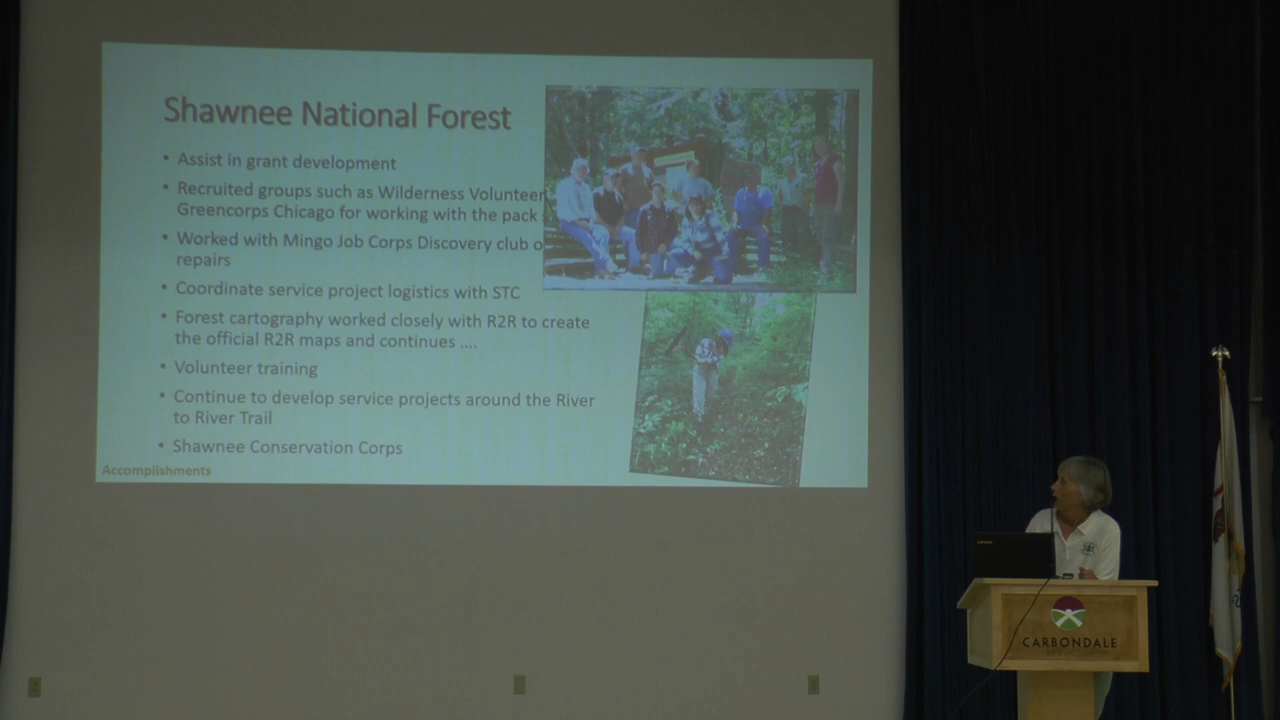 Shawnee National Forest
• Assist in grant development
• Recruited groups such as Wilderness Volunteer
Greencorps Chicago for working with the pack
• Worked with Mingo Job Corps Discovery club o
repairs
• Coordinate service project logistics with STC
• Forest cartography worked closely with R2R to create
the official R2R maps and continues ....
• Volunteer training
• Continue to develop service projects around the River
to River Trail
• Shawnee Conservation Corps
Accomplishments
CARBONDALE